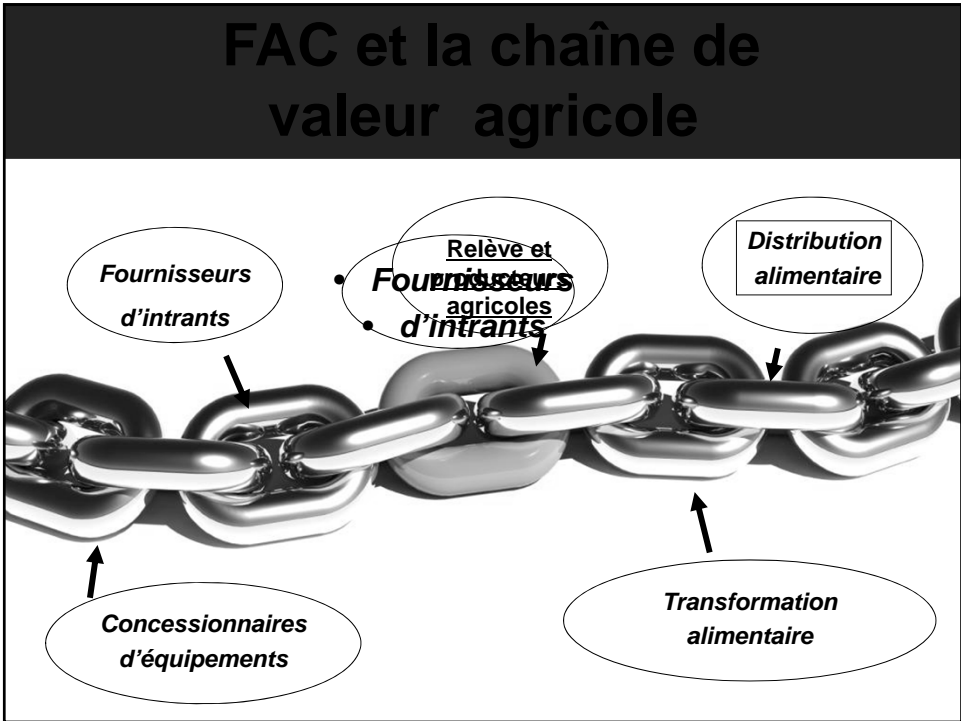 FAC et la chaîne de
valeur agricole
Fournisseurs
d'intrants
Relève et
producteurs
agricoles
• Fournisseurs
• d'intrants
Distribution
alimentaire
Concessionnaires
d'équipements
Transformation
alimentaire